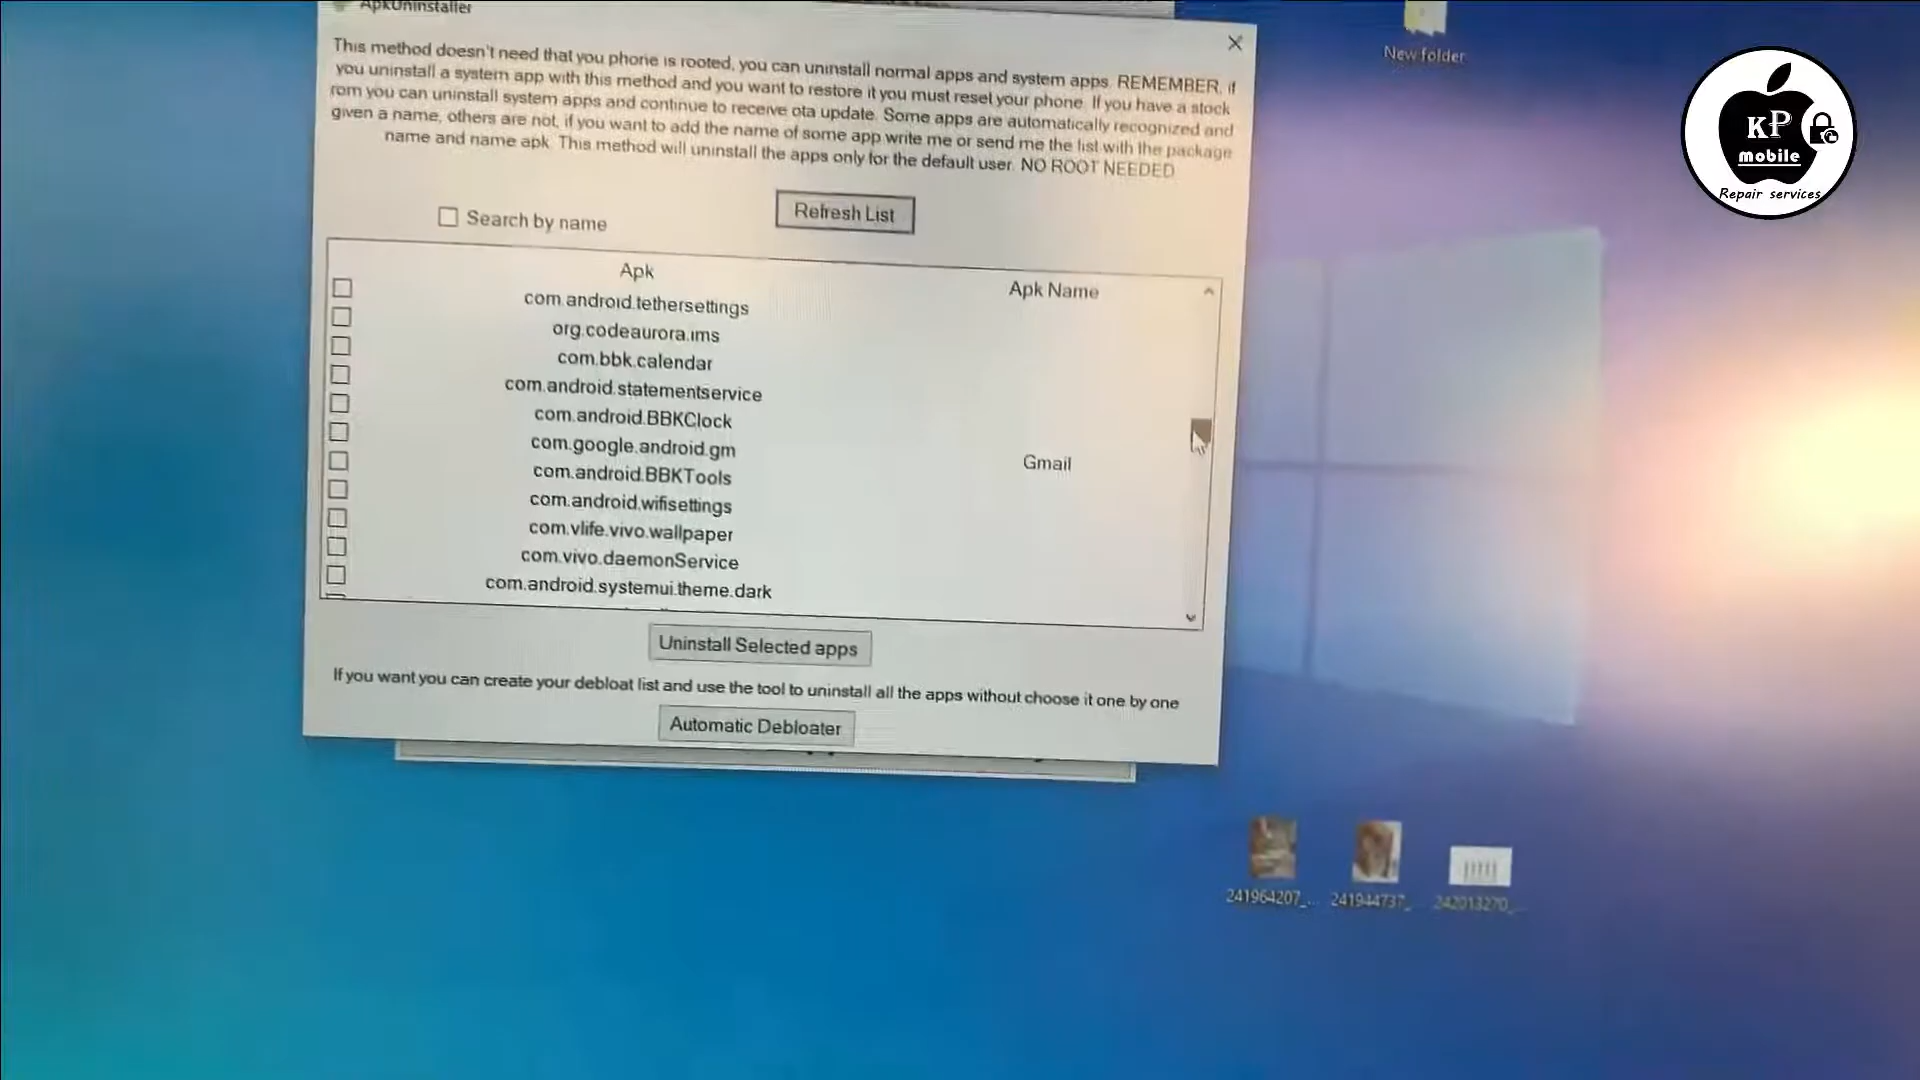 ApkUninstaller
New folder
KP
mobile
Repair services
This method doesn't need that you phone is rooted, you can uninstall normal apps and system apps. REMEMBER, if
you uninstall a system app with this method and you want to restore it you must reset your phone. If you have a stock
rom you can uninstall system apps and continue to receive ota update. Some apps are automatically recognized and
given a name, others are not, if you want to add the name of some app write me or send me the list with the package
name and name apk. This method will uninstall the apps only for the default user. NO ROOT NEEDED
Search by name
Refresh List
Apk
Apk Name
com.android.tethersettings
org.codeaurora.ims
com.bbk.calendar
com.android.statementservice
com.android.BBKClock
com.google.android.gm
Gmail
com.android.BBKTools
com.android.wifisettings
com.vlife.vivo.wallpaper
com.vivo.daemonService
com.android.systemui.theme.dark
Uninstall Selected apps
If you want you can create your debloat list and use the tool to uninstall all the apps without choose it one by one
Automatic Debloater
241964207_...
241944737_
242013270_...